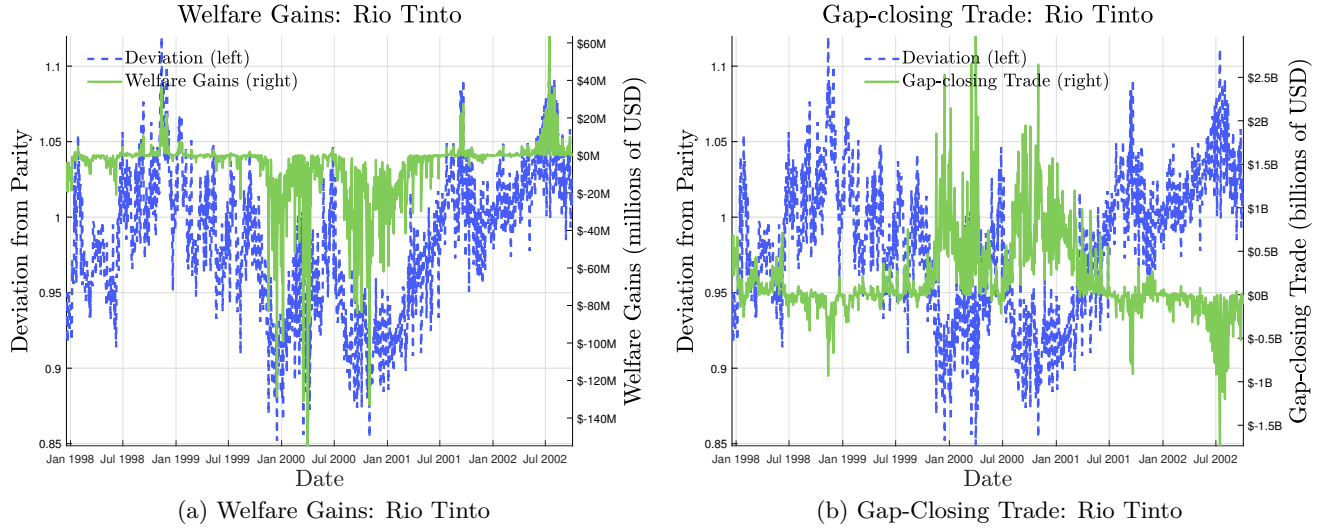 Welfare Gains: Rio Tinto
Deviation (left)
Welfare Gains (right)
1.1
1.05
1
0.95
0.9
0.85
Deviation from Parity
$60M
$40M
$20M
$0M
$-20M
$-40M
$-60M
$-80M
$-100M
$-120M
$-140M
Welfare Gains (millions of USD)
Jan 1998 Jul 1998 Jan 1999 Jul 1999 Jan 2000 Jul 2000 Jan 2001 Jul 2001 Jan 2002 Jul 2002
Date
(a) Welfare Gains: Rio Tinto
Gap-closing Trade: Rio Tinto
Deviation (left)
Gap-closing Trade (right)
1.1
1.05
1
0.95
0.9
0.85
Deviation from Parity
$2.5B
$2B
$1.5B
$1B
$0.5B
$0B
$-0.5B
$-1B
$-1.5B
Gap-closing Trade (billions of USD)
Jan 1998 Jul 1998 Jan 1999 Jul 1999 Jan 2000 Jul 2000 Jan 2001 Jul 2001 Jan 2002 Jul 2002
Date
(b) Gap-Closing Trade: Rio Tinto